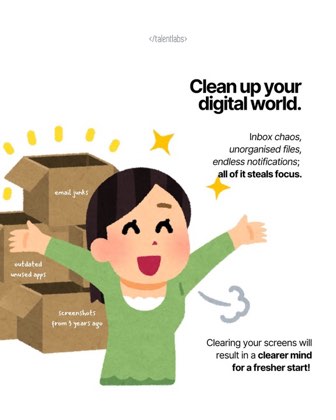 </talentlabs>
Clean up your
digital world.
Inbox chaos,
unorganised files,
endless notifications;
all of it steals focus.
email junks
outdated
unused apps
screenshots
from 3 years ago
Clearing your screens will
result in a clearer mind
for a fresher start!